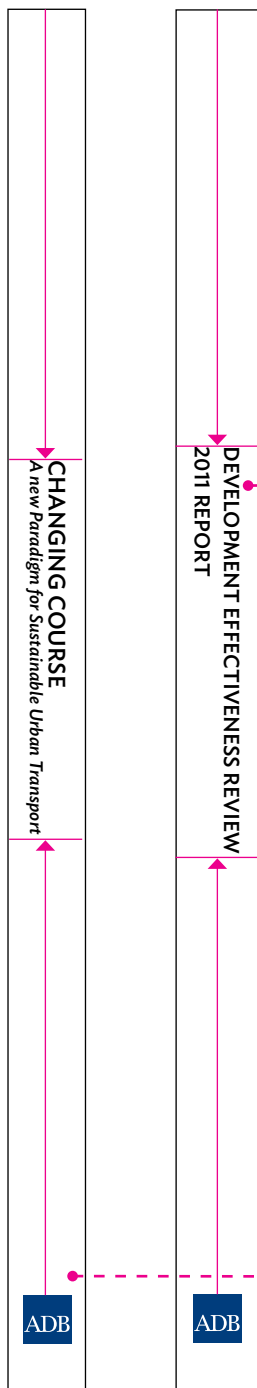 CHANGING COURSE
A new Paradigm for Sustainable Urban Transport
ADB
DEVELOPMENT EFFECTIVENESS REVIEW
2011 REPORT
ADB